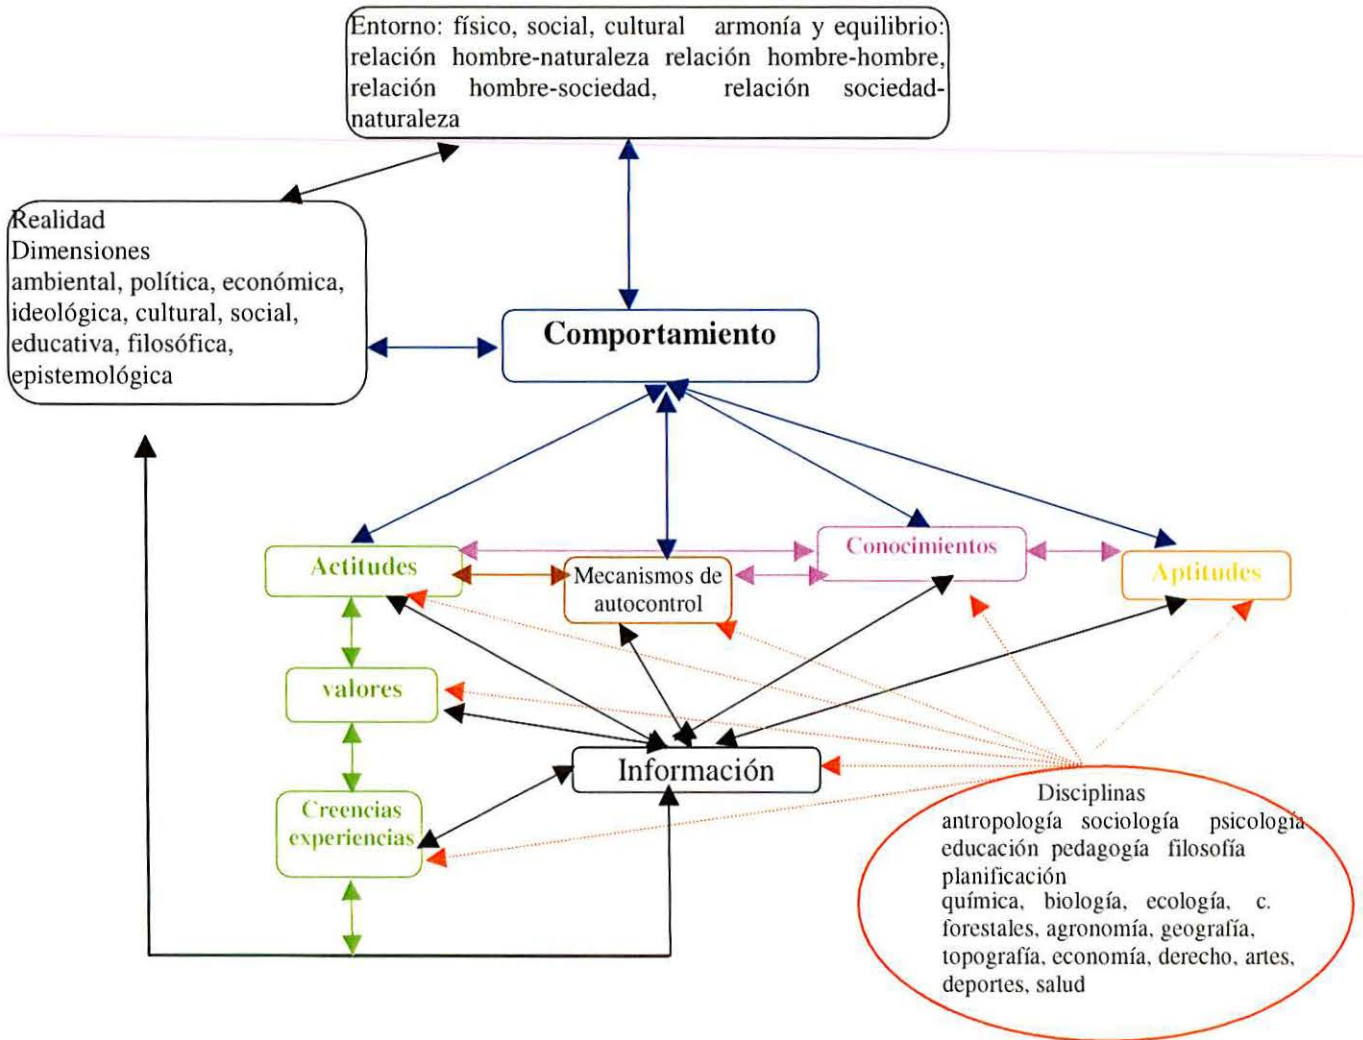 Entorno: físico, social, cultural armonía y equilibrio:
relación hombre-naturaleza relación hombre-hombre,
relación hombre-sociedad, relación sociedad-
naturaleza
Realidad
Dimensiones
ambiental, política, económica,
ideológica, cultural, social,
educativa, filosófica,
epistemológica
Comportamiento
Actitudes
Mecanismos de
autocontrol
Conocimientos
Aptitudes
valores
Información
Creencias
experiencias
Disciplinas
antropología sociología psicología
educación pedagogía filosofía
planificación
química, biología, ecología, c.
forestales, agronomía, geografía,
topografía, economía, derecho, artes,
deportes, salud